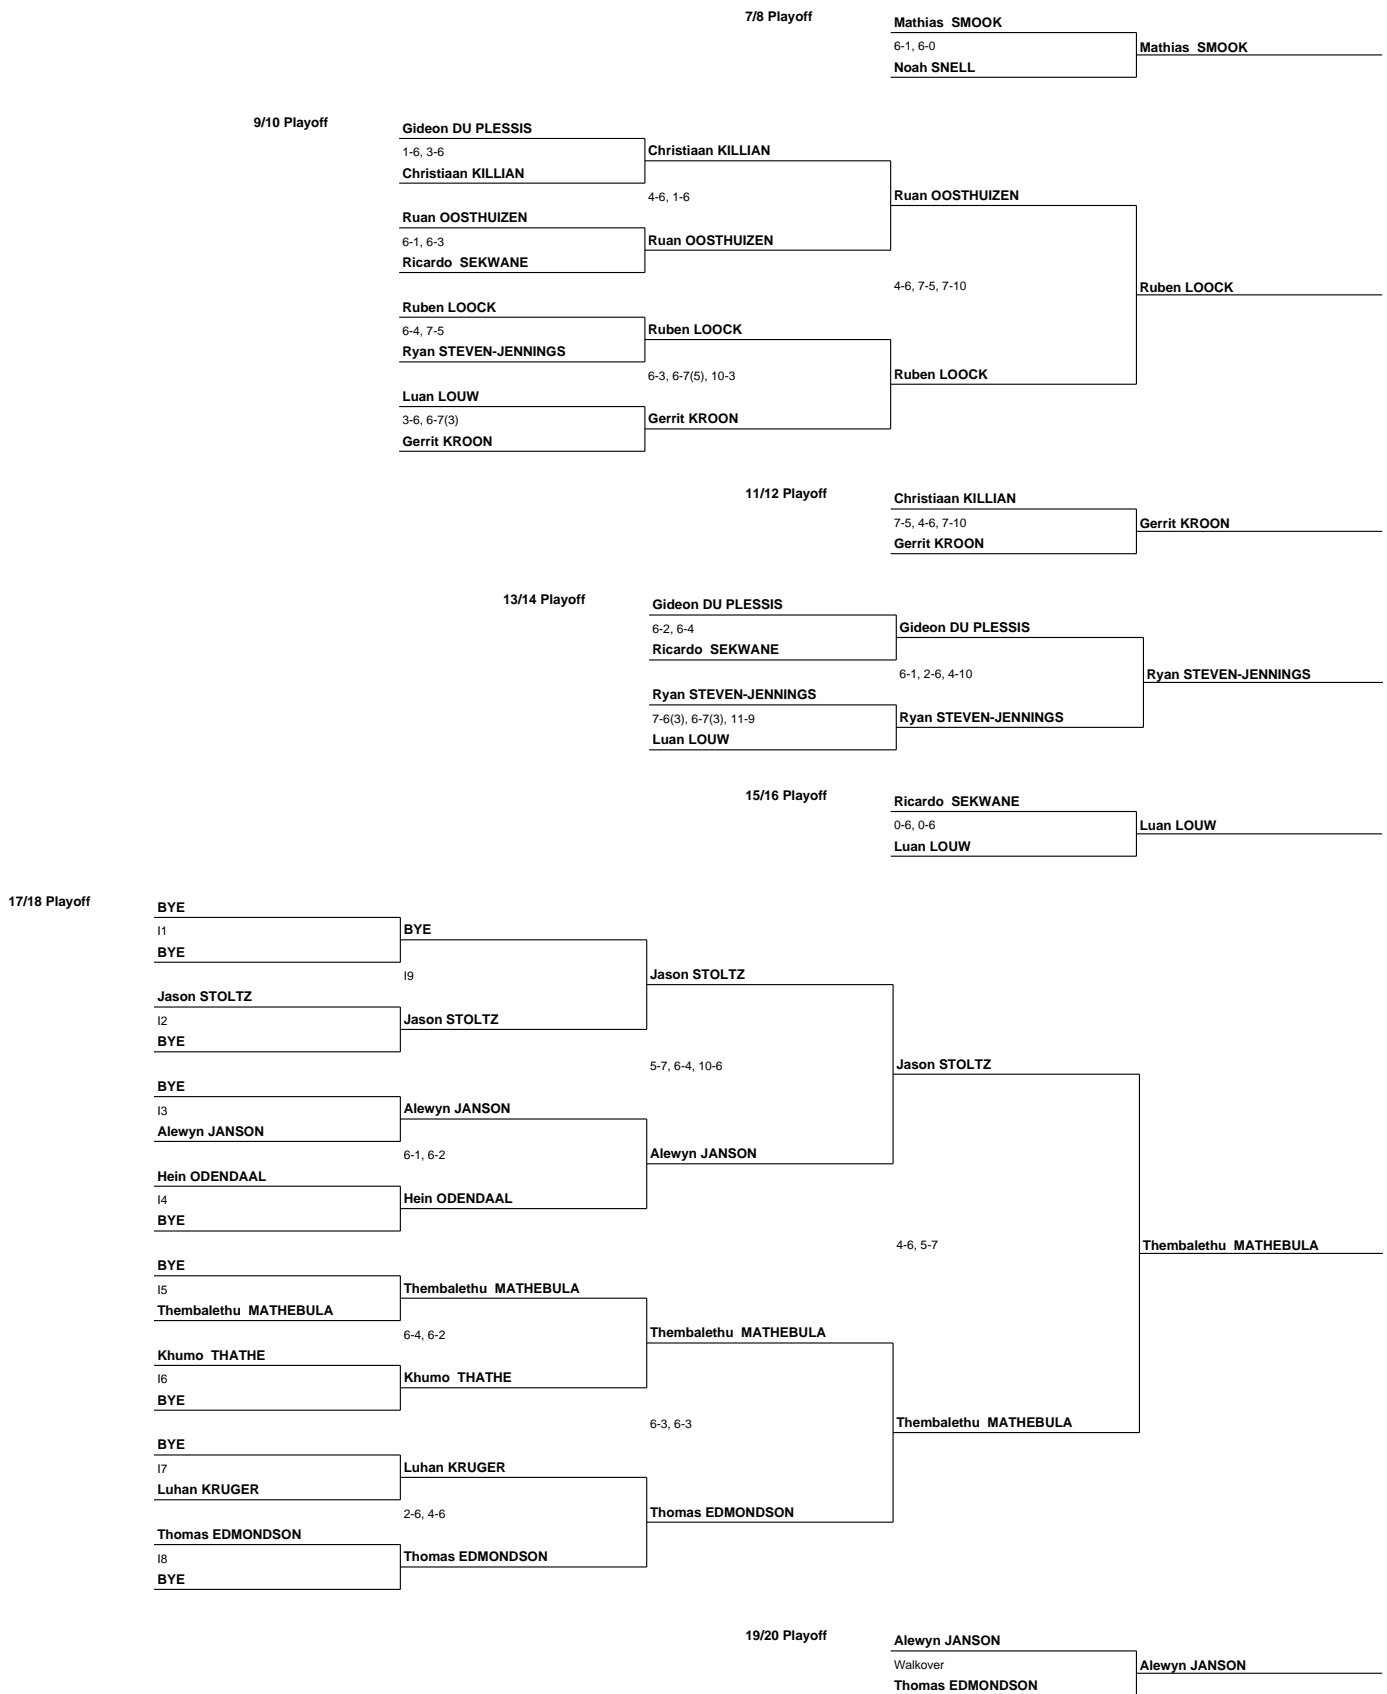 7/8 Playoff
Mathias  SMOOK
6-1, 6-0
Mathias  SMOOK
Noah SNELL
9/10 Playoff
Gideon DU PLESSIS
1-6, 3-6
Christiaan KILLIAN
Christiaan KILLIAN
4-6, 1-6
Ruan OOSTHUIZEN
Ruan OOSTHUIZEN
6-1, 6-3
Ruan OOSTHUIZEN
Ricardo  SEKWANE
4-6, 7-5, 7-10
Ruben LOOCK
Ruben LOOCK
6-4, 7-5
Ruben LOOCK
Ryan STEVEN-JENNINGS
6-3, 6-7(5), 10-3
Ruben LOOCK
Luan LOUW
3-6, 6-7(3)
Gerrit KROON
Gerrit KROON
11/12 Playoff
Christiaan KILLIAN
7-5, 4-6, 7-10
Gerrit KROON
Gerrit KROON
13/14 Playoff
Gideon DU PLESSIS
6-2, 6-4
Gideon DU PLESSIS
Ricardo  SEKWANE
6-1, 2-6, 4-10
Ryan STEVEN-JENNINGS
Ryan STEVEN-JENNINGS
7-6(3), 6-7(3), 11-9
Ryan STEVEN-JENNINGS
Luan LOUW
15/16 Playoff
Ricardo  SEKWANE
0-6, 0-6
Luan LOUW
Luan LOUW
17/18 Playoff
BYE
I1
BYE
BYE
I9
Jason STOLTZ
Jason STOLTZ
I2
Jason STOLTZ
BYE
5-7, 6-4, 10-6
Jason STOLTZ
BYE
I3
Alewyn JANSON
Alewyn JANSON
6-1, 6-2
Alewyn JANSON
Hein ODENDAAL
I4
Hein ODENDAAL
BYE
4-6, 5-7
Thembalethu  MATHEBULA
BYE
I5
Thembalethu  MATHEBULA
Thembalethu  MATHEBULA
6-4, 6-2
Thembalethu  MATHEBULA
Khumo  THATHE
I6
Khumo  THATHE
BYE
6-3, 6-3
Thembalethu  MATHEBULA
BYE
I7
Luhan KRUGER
Luhan KRUGER
2-6, 4-6
Thomas EDMONDSON
Thomas EDMONDSON
I8
Thomas EDMONDSON
BYE
19/20 Playoff
Alewyn JANSON
Walkover
Alewyn JANSON
Thomas EDMONDSON